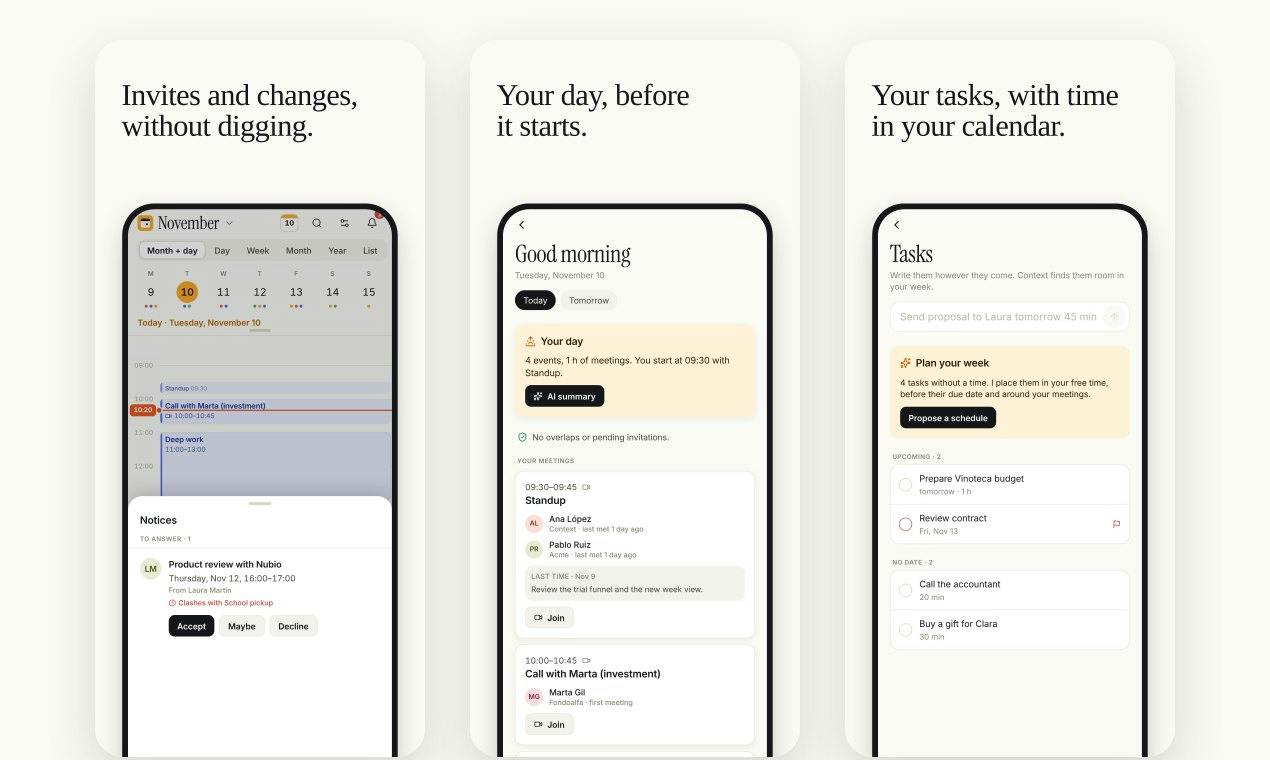 Invites and changes,
without digging.
November
10
Month + day Day Week Month Year List
M T W T F S S
9 10 11 12 13 14 15
Today · Tuesday, November 10
09:00
Standup 09:30
10:00
Call with Marta (investment)
10:20
10:00–10:45
11:00
Deep work
11:00–13:00
12:00
Notices
TO ANSWER · 1
LM
Product review with Nubio
Thursday, Nov 12, 16:00–17:00
From Laura Martín
Clashes with School pickup
Accept Maybe Decline
Your day, before
it starts.
Good morning
Tuesday, November 10
Today Tomorrow
Your day
4 events, 1 h of meetings. You start at 09:30 with
Standup.
AI summary
No overlaps or pending invitations.
YOUR MEETINGS
09:30–09:45
Standup
AL
Ana López
Context · last met 1 day ago
PR
Pablo Ruiz
Acme · last met 1 day ago
LAST TIME · Nov 9
Review the trial funnel and the new week view.
Join
10:00–10:45
Call with Marta (investment)
MG
Marta Gil
Fondoalfa · first meeting
Join
Your tasks, with time
in your calendar.
Tasks
Write them however they come. Context finds them room in
your week.
Send proposal to Laura tomorrow 45 min
Plan your week
4 tasks without a time. I place them in your free time,
before their due date and around your meetings.
Propose a schedule
UPCOMING · 2
Prepare Vinoteca budget
tomorrow · 1 h
Review contract
Fri, Nov 13
NO DATE · 2
Call the accountant
20 min
Buy a gift for Clara
30 min